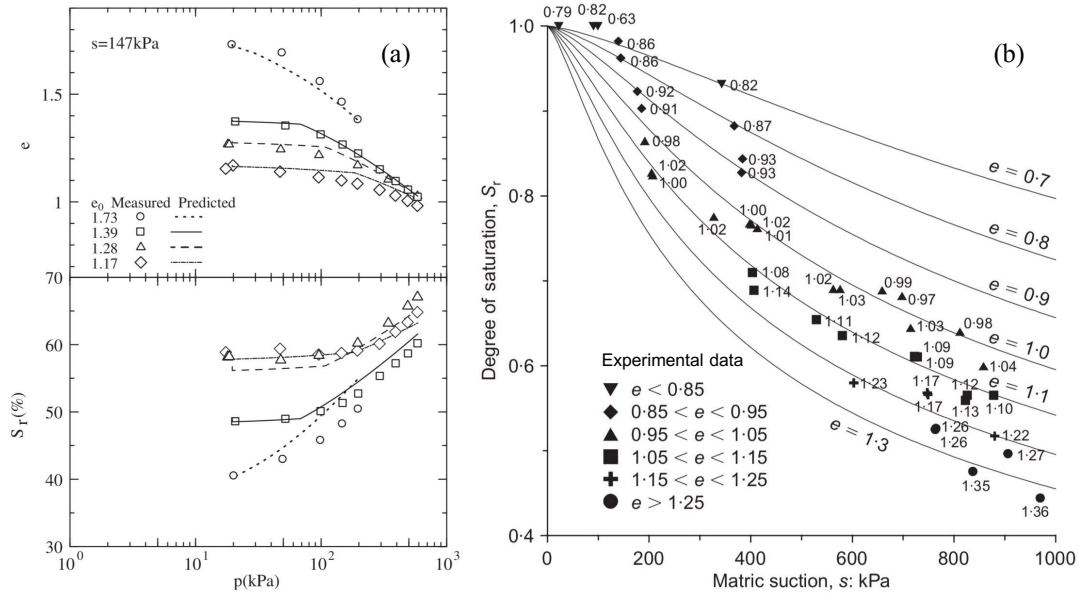 s=147kPa
(a)
1.5
e
1
e0 Measured Predicted
1.73
1.39
1.28
1.17
70
60
50
40
30
Sr(%)
10^0 10^1 10^2 10^3
p(kPa)
(b)
0·79 0·82 0·63
0·86
0·86
0·82
0·92
0·91
0·87
0·98
0·93
0·93
1·02
1·00
1·02
1·00
1·02
1·01
1·08
1·14
1·02
1·03
0·99
0·97
1·11
1·12
1·03
0·98
1·09
1·09
1·04
1·23
1·17
1·17
1·12
1·13
1·10
1·26
1·26
1·22
1·27
1·35
1·36
e = 0·7
e = 0·8
e = 0·9
e = 1·0
e = 1·1
e = 1·3
Experimental data
e < 0·85
0·85 < e < 0·95
0·95 < e < 1·05
1·05 < e < 1·15
1·15 < e < 1·25
e > 1·25
1·0
0·8
0·6
0·4
Degree of saturation, Sr
0 200 400 600 800 1000
Matric suction, s: kPa